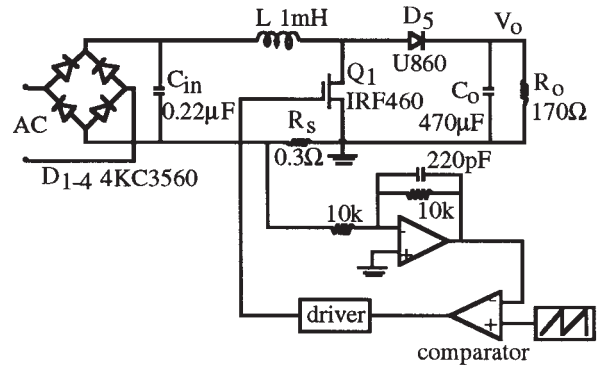 L 1mH
D5
Vo
U860
Cin
0.22µF
Q1
IRF460
Co
470µF
Ro
170Ω
AC
Rs
0.3Ω
D1-4 4KC3560
220pF
10k
10k
-
+
driver
-
+
comparator